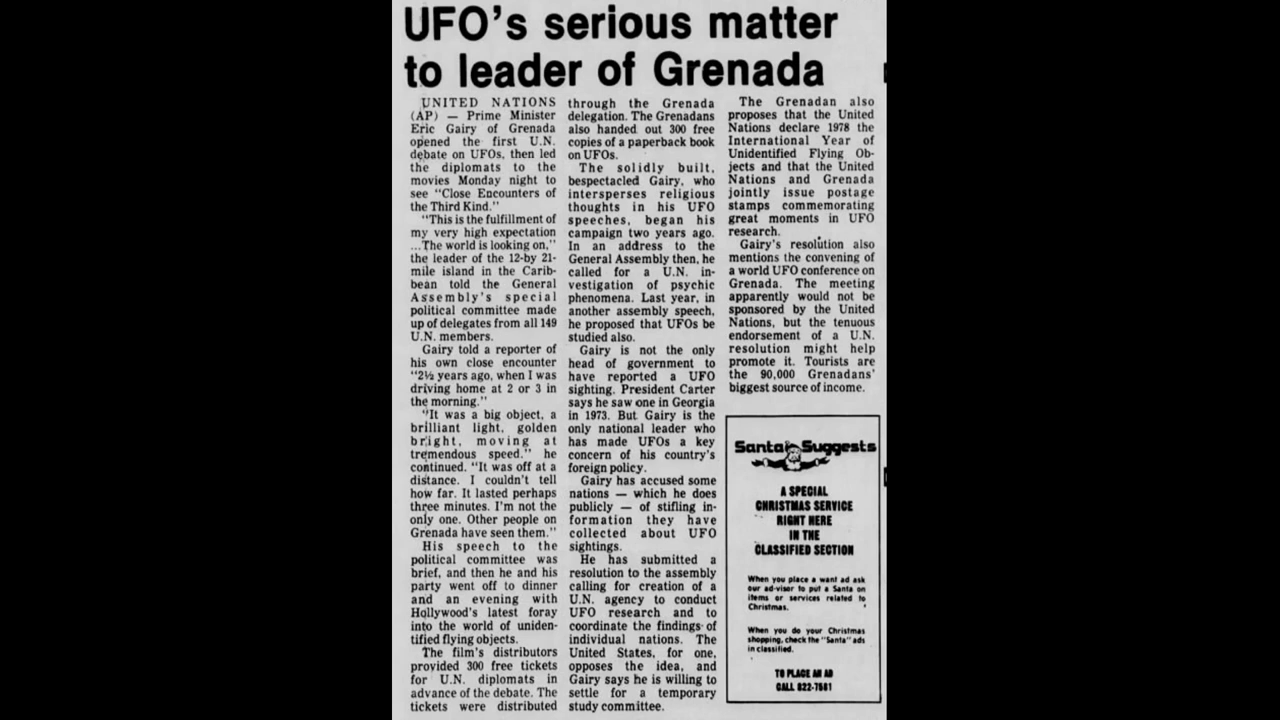 UFO's serious matter
to leader of Grenada
UNITED NATIONS
(AP) — Prime Minister
Eric Gairy of Grenada
opened the first U.N.
debate on UFOs, then led
the diplomats to the
movies Monday night to
see "Close Encounters of
the Third Kind."
"This is the fulfillment of
my very high expectation
...The world is looking on,"
the leader of the 12-by 21-
mile island in the Carib-
bean told the General
Assembly's special
political committee made
up of delegates from all 149
U.N. members.
Gairy told a reporter of
his own close encounter
"2½ years ago, when I was
driving home at 2 or 3 in
the morning."
"It was a big object, a
brilliant light, golden
bright, moving at
tremendous speed." he
continued. "It was off at a
distance. I couldn't tell
how far. It lasted perhaps
three minutes. I'm not the
only one. Other people on
Grenada have seen them."
His speech to the
political committee was
brief, and then he and his
party went off to dinner
and an evening with
Hollywood's latest foray
into the world of uniden-
tified flying objects.
The film's distributors
provided 300 free tickets
for U.N. diplomats in
advance of the debate. The
tickets were distributed
through the Grenada
delegation. The Grenadans
also handed out 300 free
copies of a paperback book
on UFOs.
The solidly built,
bespectacled Gairy, who
intersperses religious
thoughts in his UFO
speeches, began his
campaign two years ago.
In an address to the
General Assembly then, he
called for a U.N. in-
vestigation of psychic
phenomena. Last year, in
another assembly speech,
he proposed that UFOs be
studied also.
Gairy is not the only
head of government to
have reported a UFO
sighting. President Carter
says he saw one in Georgia
in 1973. But Gairy is the
only national leader who
has made UFOs a key
concern of his country's
foreign policy.
Gairy has accused some
nations — which he does
publicly — of stifling in-
formation they have
collected about UFO
sightings.
He has submitted a
resolution to the assembly
calling for creation of a
U.N. agency to conduct
UFO research and to
coordinate the findings of
individual nations. The
United States, for one,
opposes the idea, and
Gairy says he is willing to
settle for a temporary
study committee.
The Grenadan also
proposes that the United
Nations declare 1978 the
International Year of
Unidentified Flying Ob-
jects and that the United
Nations and Grenada
jointly issue postage
stamps commemorating
great moments in UFO
research.
Gairy's resolution also
mentions the convening of
a world UFO conference on
Grenada. The meeting
apparently would not be
sponsored by the United
Nations, but the tenuous
endorsement of a U.N.
resolution might help
promote it. Tourists are
the 90,000 Grenadans'
biggest source of income.
Santa Suggests
A SPECIAL
CHRISTMAS SERVICE
RIGHT HERE
IN THE
CLASSIFIED SECTION
When you place a want ad ask
our ad-visor to put a Santa on
items or services related to
Christmas.
When you do your Christmas
shopping, check the "Santa" ads
in classified.
TO PLACE AN AD
CALL 822-7581